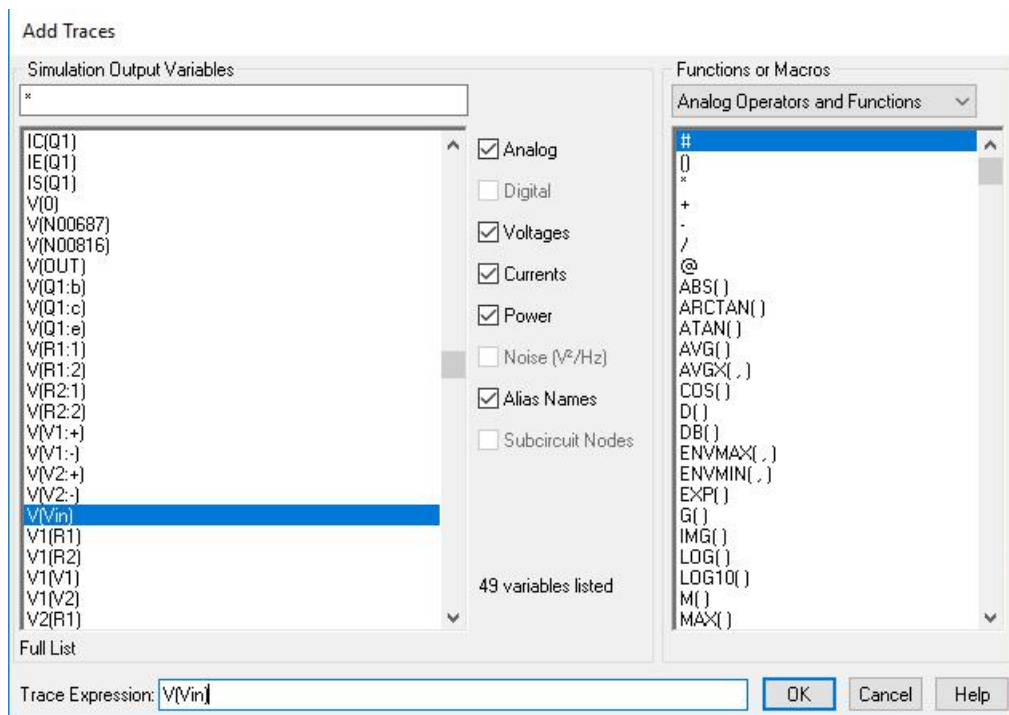 Add Traces
Simulation Output Variables
*
IC(Q1)
IE(Q1)
IS(Q1)
V(0)
V(N00687)
V(N00816)
V(OUT)
V(Q1:b)
V(Q1:c)
V(Q1:e)
V(R1:1)
V(R1:2)
V(R2:1)
V(R2:2)
V(V1:+)
V(V1:-)
V(V2:+)
V(V2:-)
V(Vin)
V1(R1)
V1(R2)
V1(V1)
V1(V2)
V2(R1)
Full List
Analog
Digital
Voltages
Currents
Power
Noise (V²/Hz)
Alias Names
Subcircuit Nodes
49 variables listed
Functions or Macros
Analog Operators and Functions
#
()
*
+
-
/
@
ABS( )
ARCTAN( )
ATAN( )
AVG( )
AVGX( , )
COS( )
D( )
DB( )
ENVMAX( , )
ENVMIN( , )
EXP( )
G( )
IMG( )
LOG( )
LOG10( )
M( )
MAX( )
Trace Expression: V(Vin)
OK Cancel Help